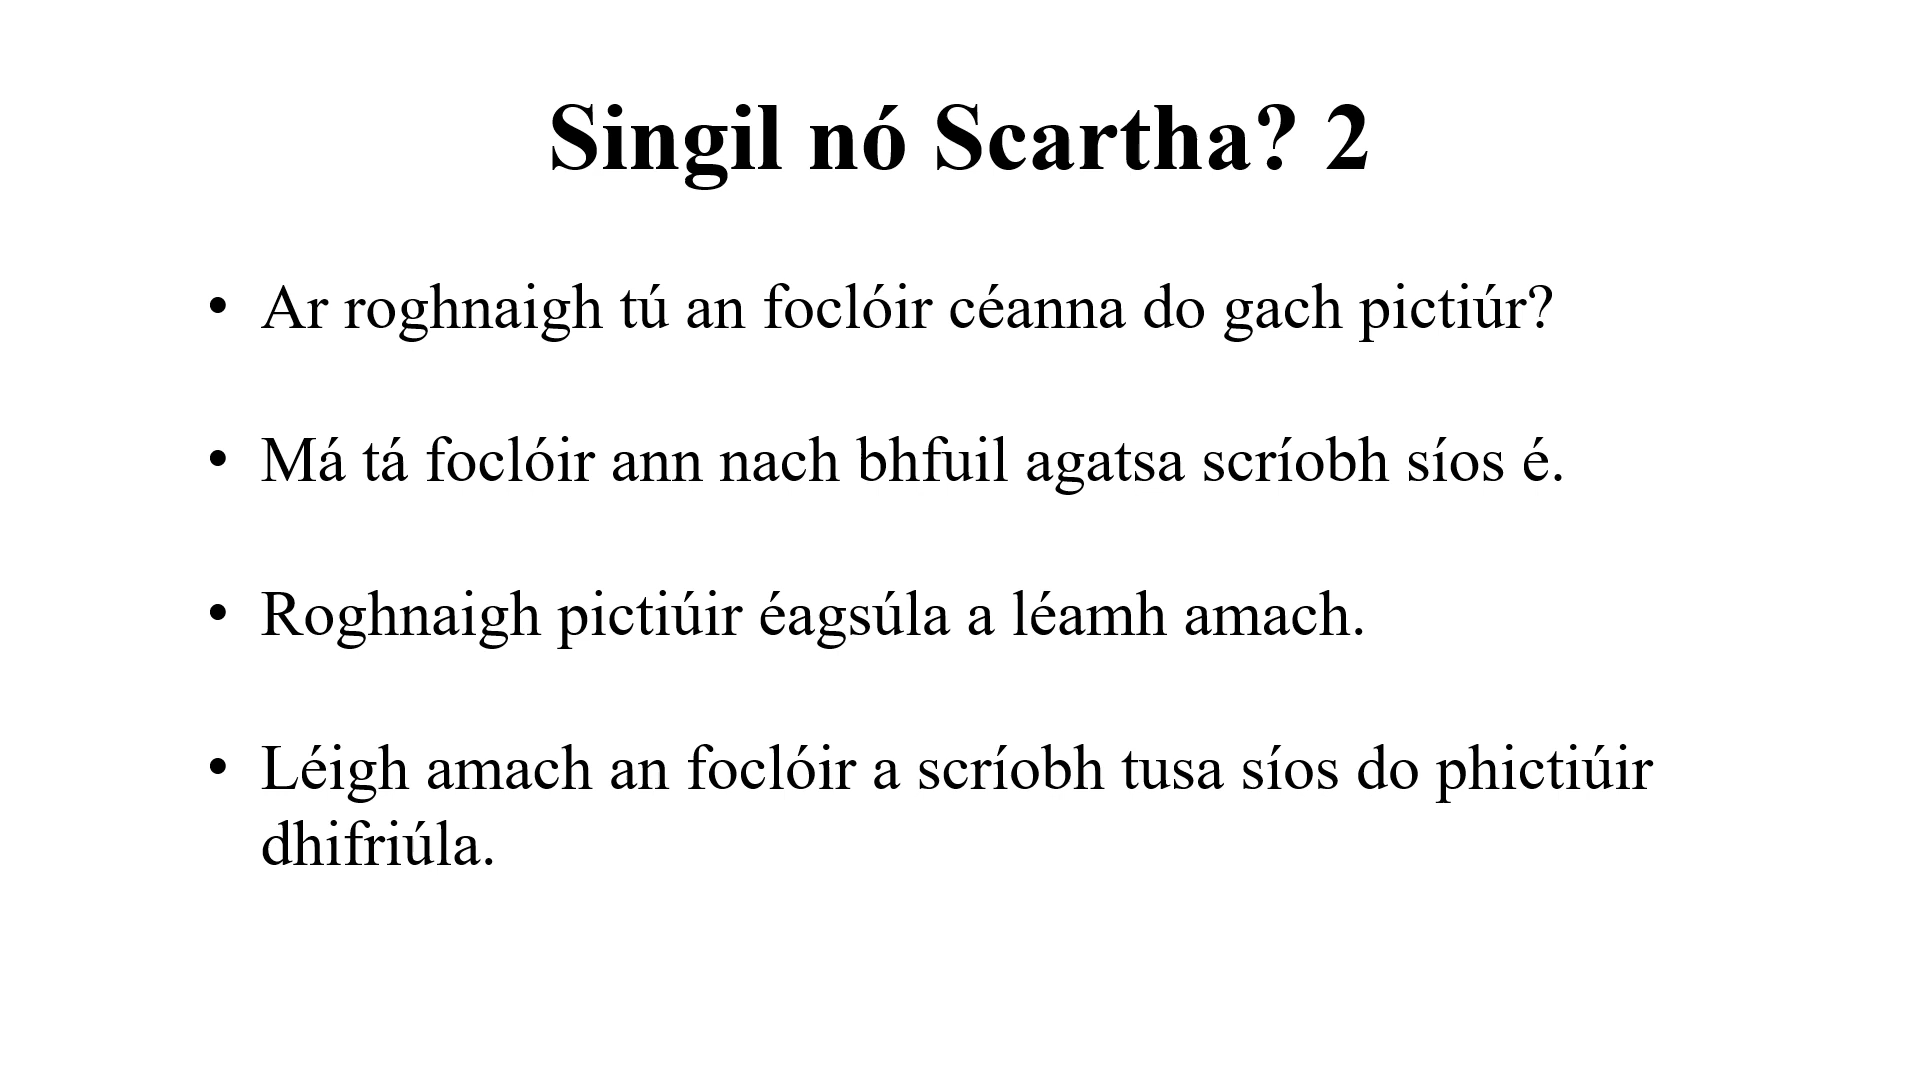 Singil nó Scartha? 2
• Ar roghnaigh tú an foclóir céanna do gach pictiúr?
• Má tá foclóir ann nach bhfuil agatsa scríobh síos é.
• Roghnaigh pictiúir éagsúla a léamh amach.
• Léigh amach an foclóir a scríobh tusa síos do phictiúir
dhifriúla.